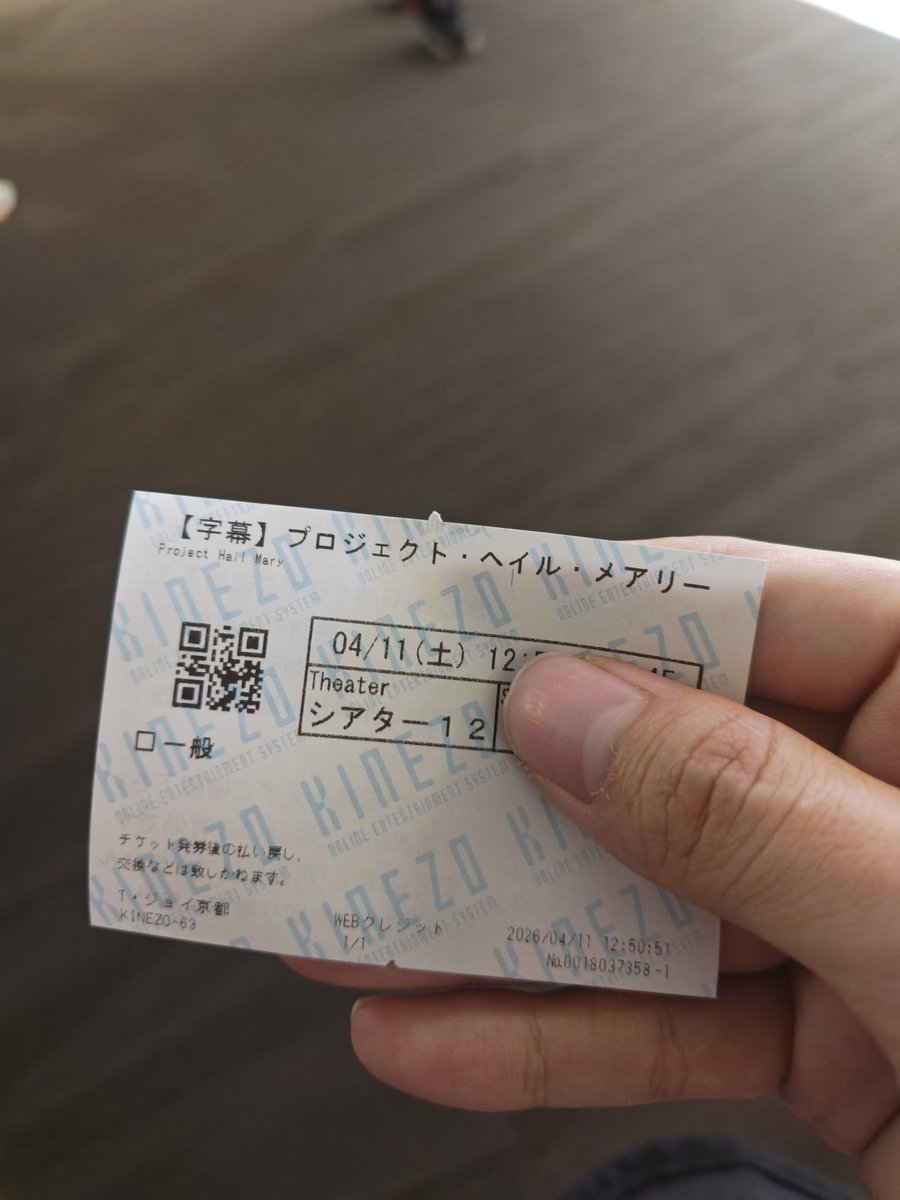 【字幕】プロジェクト・ヘイル・メアリー
Project Hail Mary
04/11(土) 12:
Theater
シアター12
□一般
チケット発券後の払い戻し、
交換などは致しかねます。
T・ジョイ京都
KINEZO-63
WEBクレジット
1/1
2026/04/11 12:50:51
No.0018037358-1
KINEZO
ONLINE ENTERTAINMENT SYSTEM